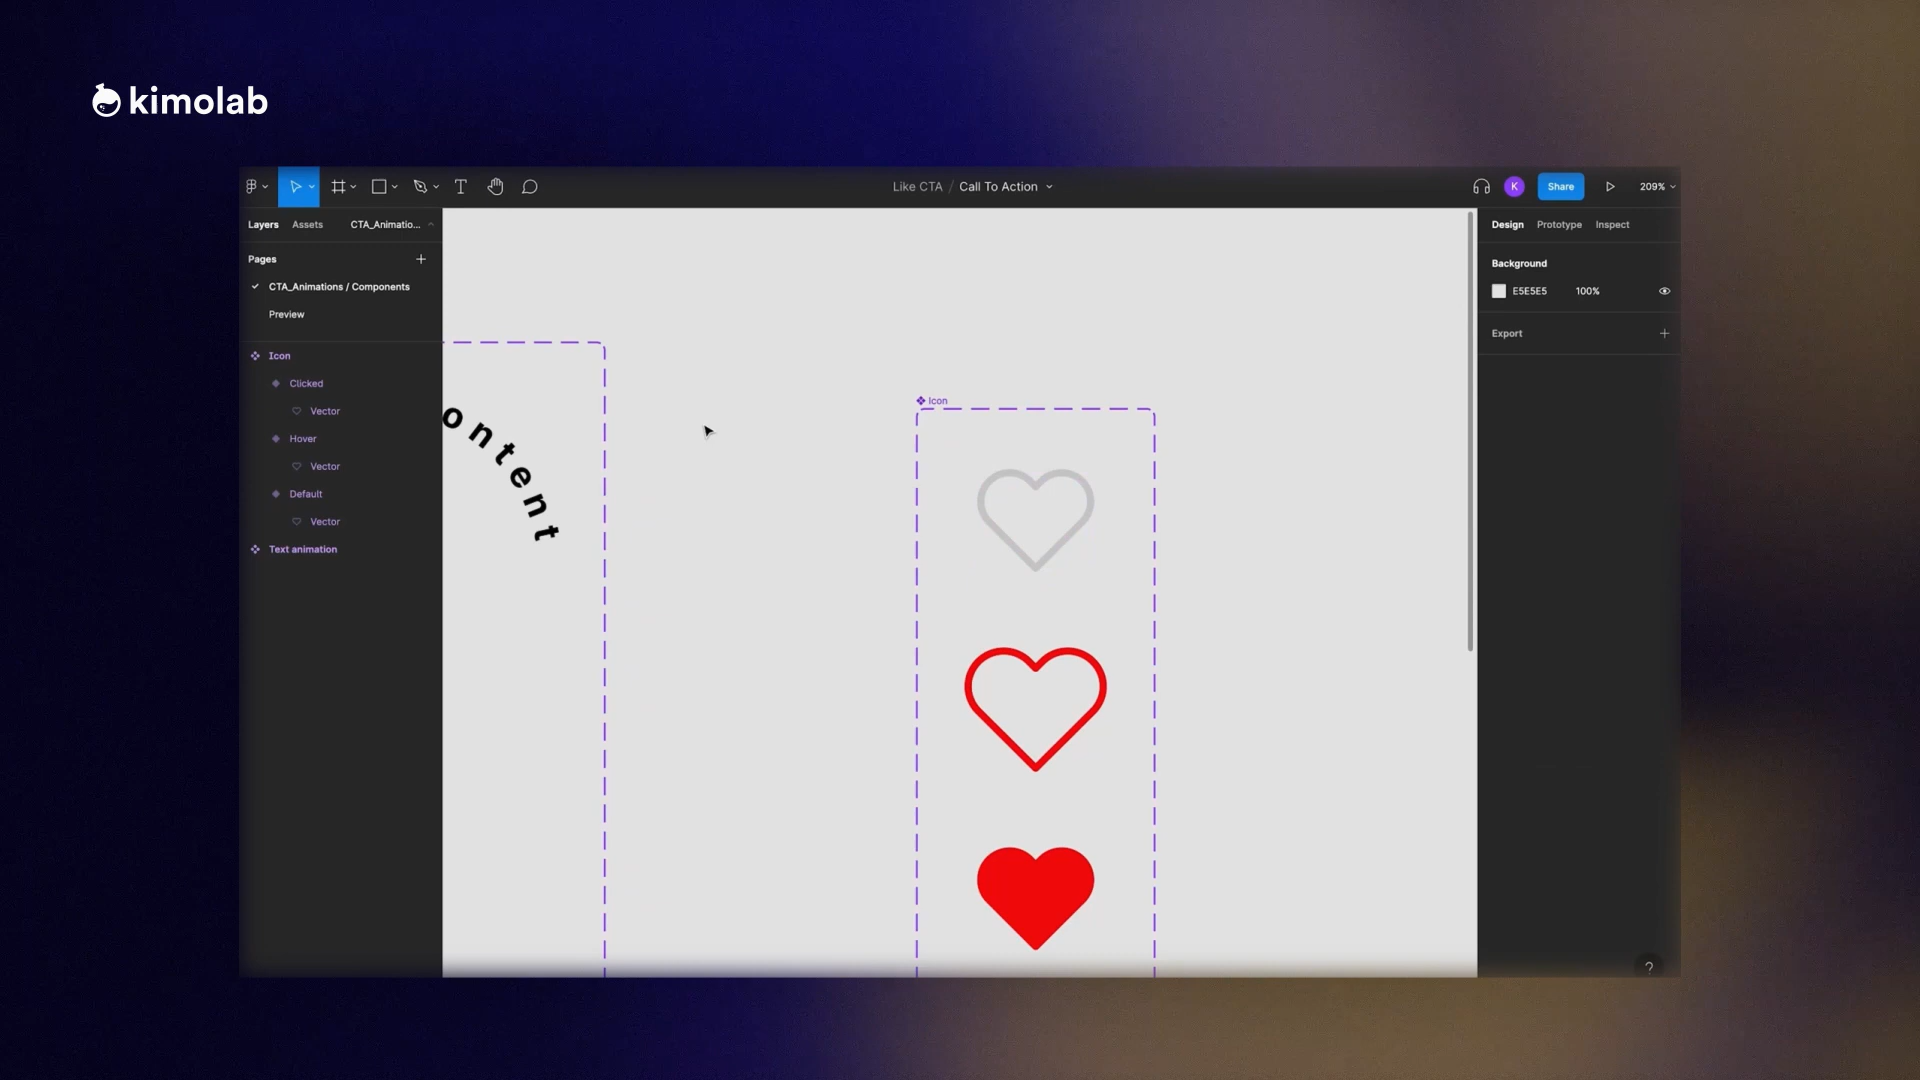 kimolab
Like CTA / Call To Action
K
Share
209%
Layers Assets CTA_Animatio...
Pages
CTA_Animations / Components
Preview
Icon
Clicked
Vector
Hover
Vector
Default
Vector
Text animation
ontent
Icon
Design Prototype Inspect
Background
E5E5E5 100%
Export
?